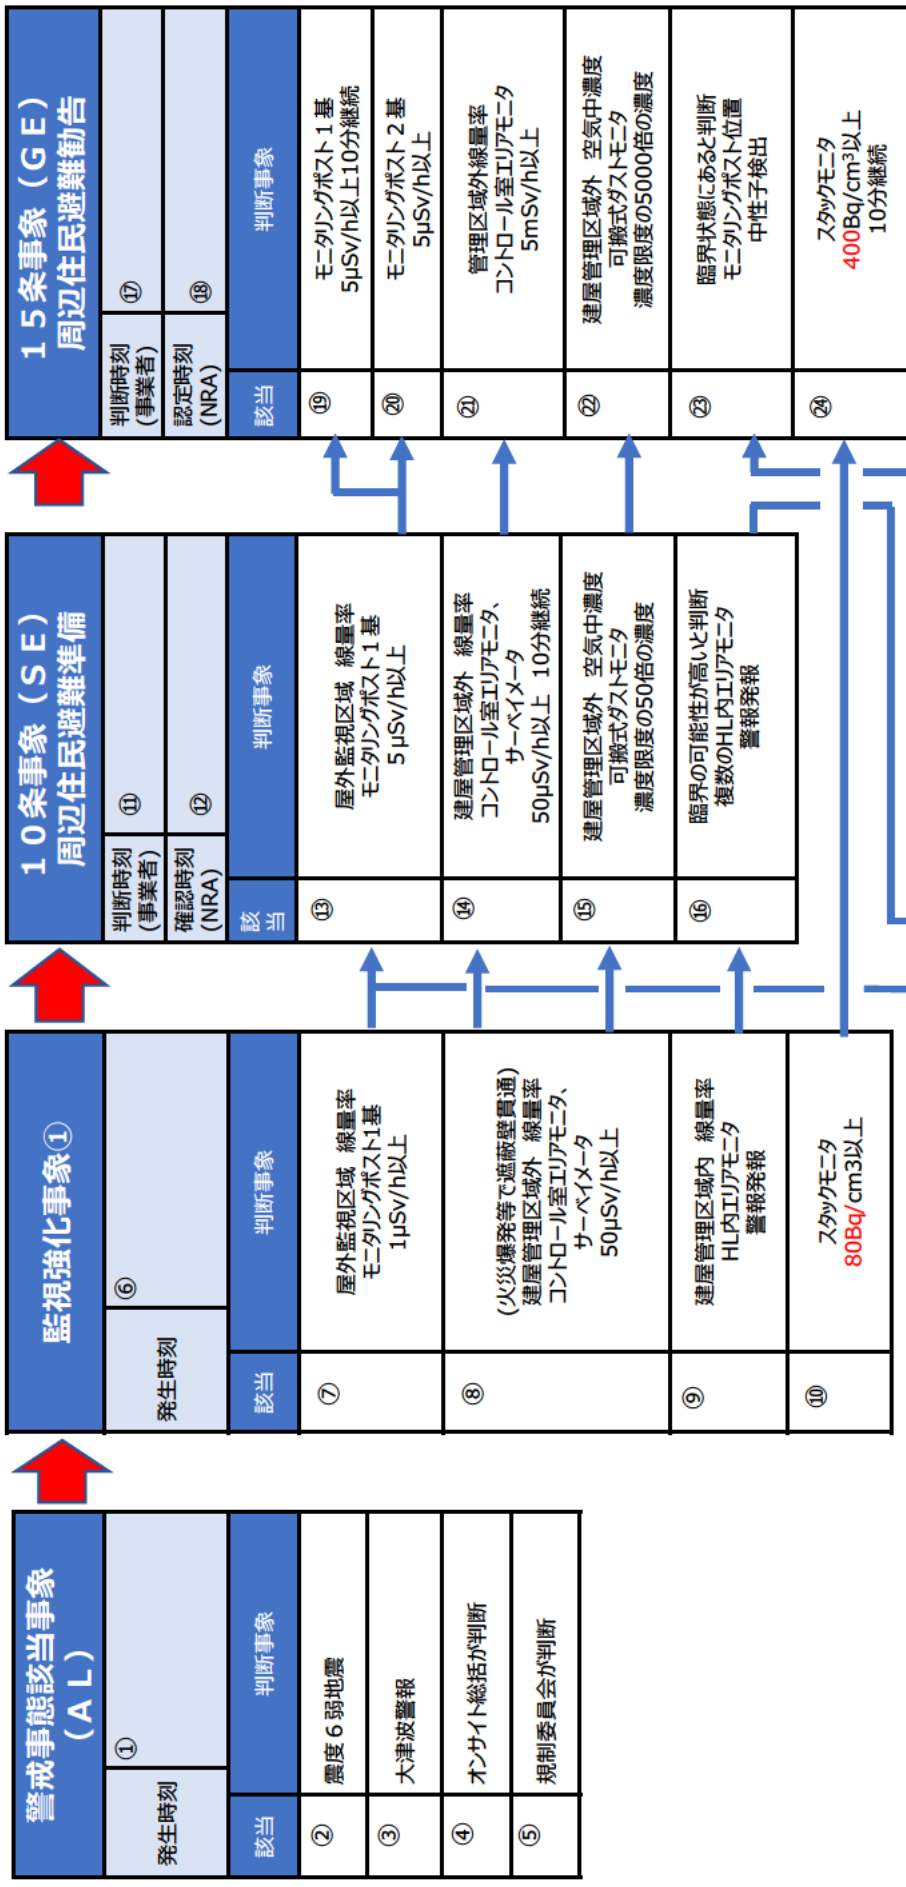 警戒事態該当事象
（ＡＬ）
発生時刻
①
該当
判断事象
②
震度６弱地震
③
大津波警報
④
オンサイト総括が判断
⑤
規制委員会が判断
監視強化事象①
発生時刻
⑥
該当
判断事象
⑦
屋外監視区域 線量率
モニタリングポスト1基
1μSv/h以上
⑧
(火災爆発等で遮蔽壁貫通)
建屋管理区域外 線量率
コントロール室エリアモニタ、
サーベイメータ
50μSv/h以上
⑨
建屋管理区域内 線量率
HL内エリアモニタ
警報発報
⑩
スタックモニタ
80Bq/cm3以上
１０条事象（ＳＥ）
周辺住民避難準備
判断時刻
(事業者)
⑪
確認時刻
(NRA)
⑫
該
当
判断事象
⑬
屋外監視区域 線量率
モニタリングポスト１基
５μSv/h以上
⑭
建屋管理区域外 線量率
コントロール室エリアモニタ、
サーベイメータ
50μSv/h以上 10分継続
⑮
建屋管理区域外 空気中濃度
可搬式ダストモニタ
濃度限度の50倍の濃度
⑯
臨界の可能性が高いと判断
複数のHL内エリアモニタ
警報発報
１５条事象（ＧＥ）
周辺住民避難勧告
判断時刻
(事業者)
⑰
認定時刻
(NRA)
⑱
該当
判断事象
⑲
モニタリングポスト１基
5μSv/h以上10分継続
⑳
モニタリングポスト２基
5μSv/h以上
㉑
管理区域外線量率
コントロール室エリアモニタ
5mSv/h以上
㉒
建屋管理区域外 空気中濃度
可搬式ダストモニタ
濃度限度の5000倍の濃度
㉓
臨界状態にあると判断
モニタリングポスト位置
中性子検出
㉔
スタックモニタ
400Bq/cm³以上
10分継続